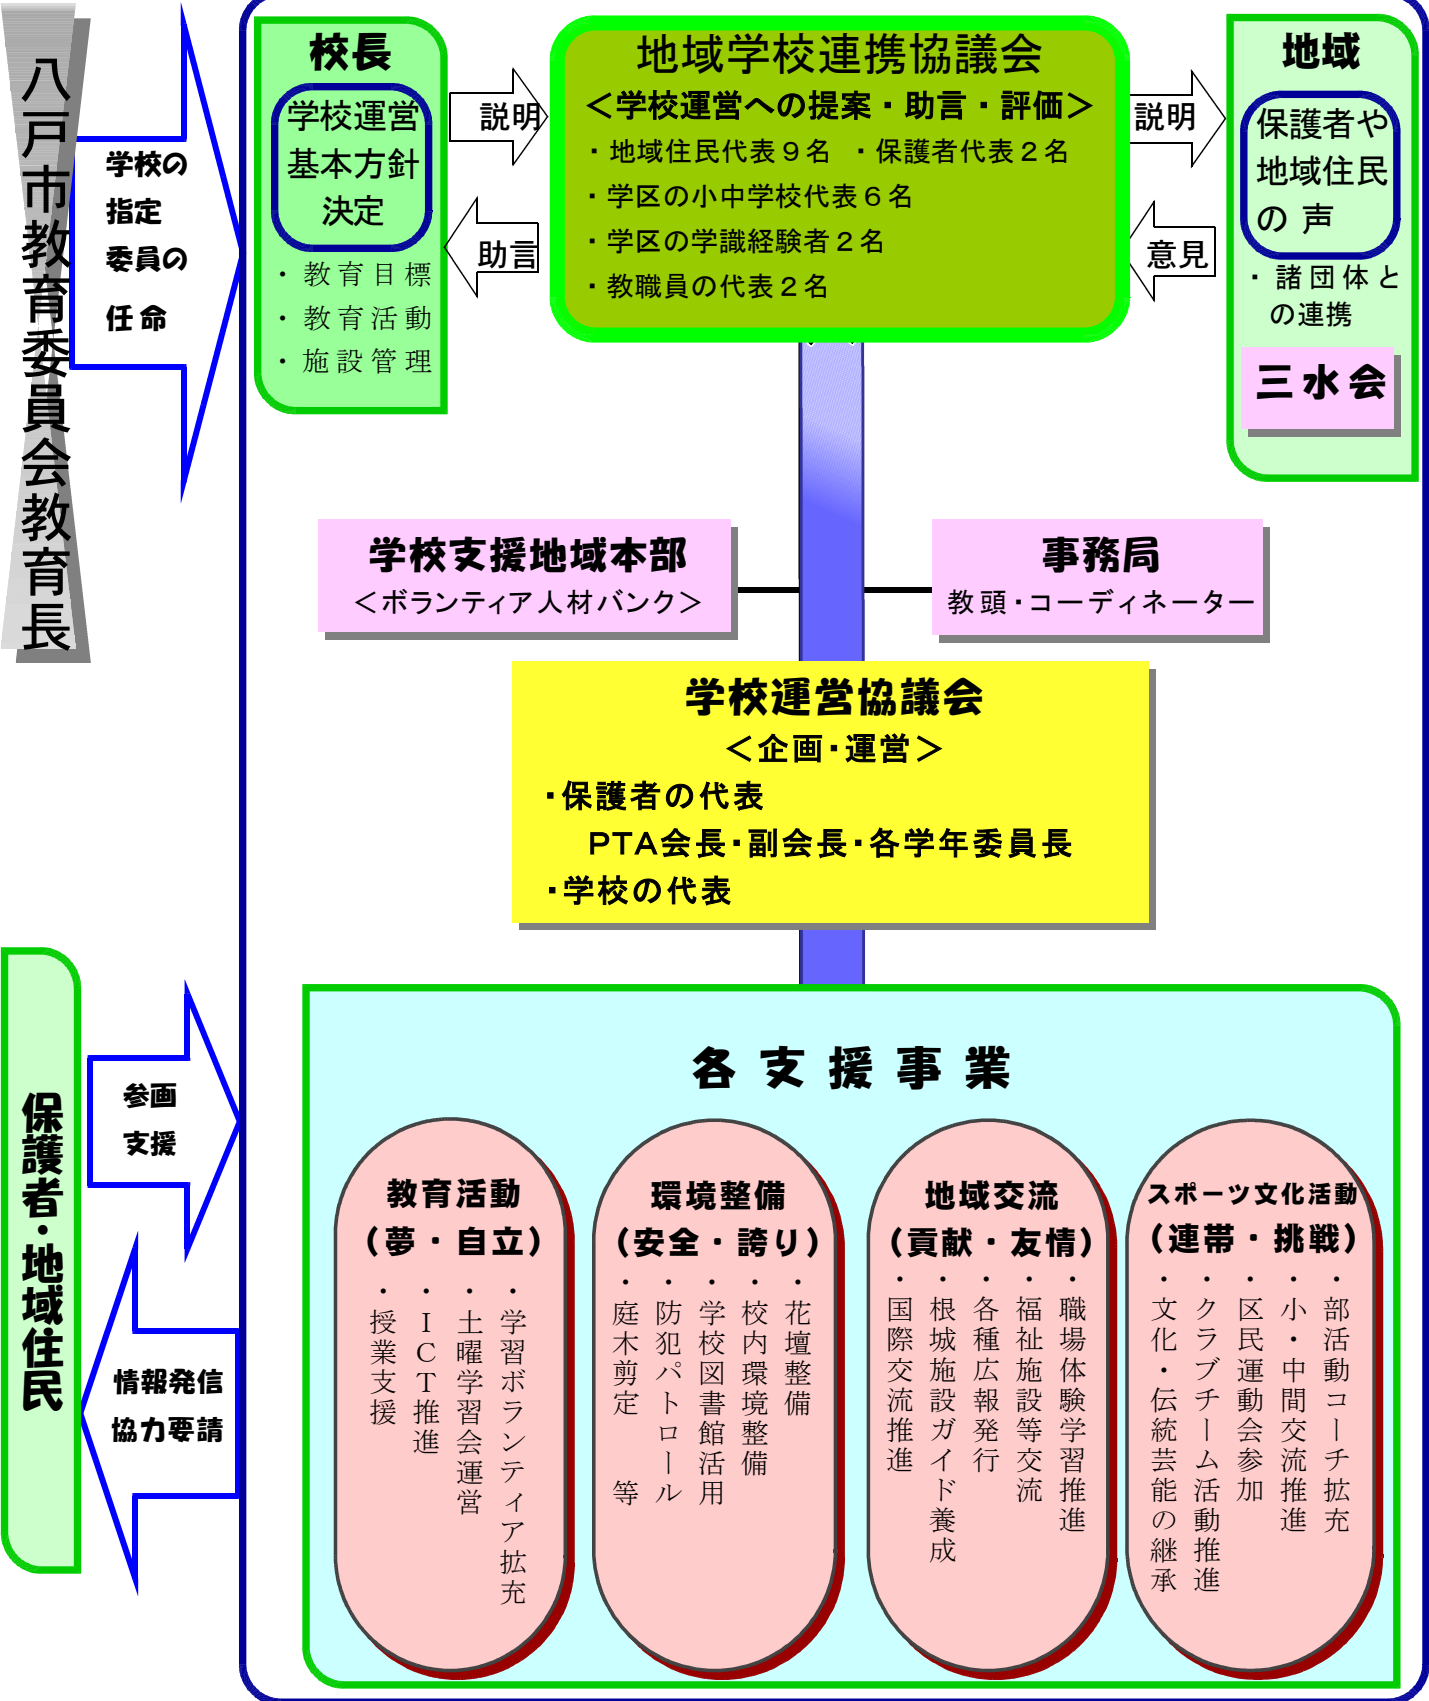 八戸市教育委員会教育長
学校の
指定
委員の
任命
校長
学校運営
基本方針
決定
・教育目標
・教育活動
・施設管理
説明
助言
地域学校連携協議会
＜学校運営への提案・助言・評価＞
・地域住民代表９名　・保護者代表２名
・学区の小中学校代表６名
・学区の学識経験者２名
・教職員の代表２名
説明
意見
地域
保護者や
地域住民
の 声
・諸団体と
の連携
三水会
学校支援地域本部
＜ボランティア人材バンク＞
事務局
教頭・コーディネーター
学校運営協議会
＜企画・運営＞
・保護者の代表
ＰＴＡ会長・副会長・各学年委員長
・学校の代表
保護者・地域住民
参画
支援
情報発信
協力要請
各支援事業
教育活動
（夢・自立）
・学習ボランティア拡充
・土曜学習会運営
・ＩＣＴ推進
・授業支援
環境整備
（安全・誇り）
・花壇整備
・校内環境整備
・学校図書館活用
・防犯パトロール
・庭木剪定　等
地域交流
（貢献・友情）
・職場体験学習推進
・福祉施設等交流
・各種広報発行
・根城施設ガイド養成
・国際交流推進
スポーツ文化活動
（連帯・挑戦）
・部活動コーチ拡充
・小・中間交流推進
・区民運動会参加
・クラブチーム活動推進
・文化・伝統芸能の継承